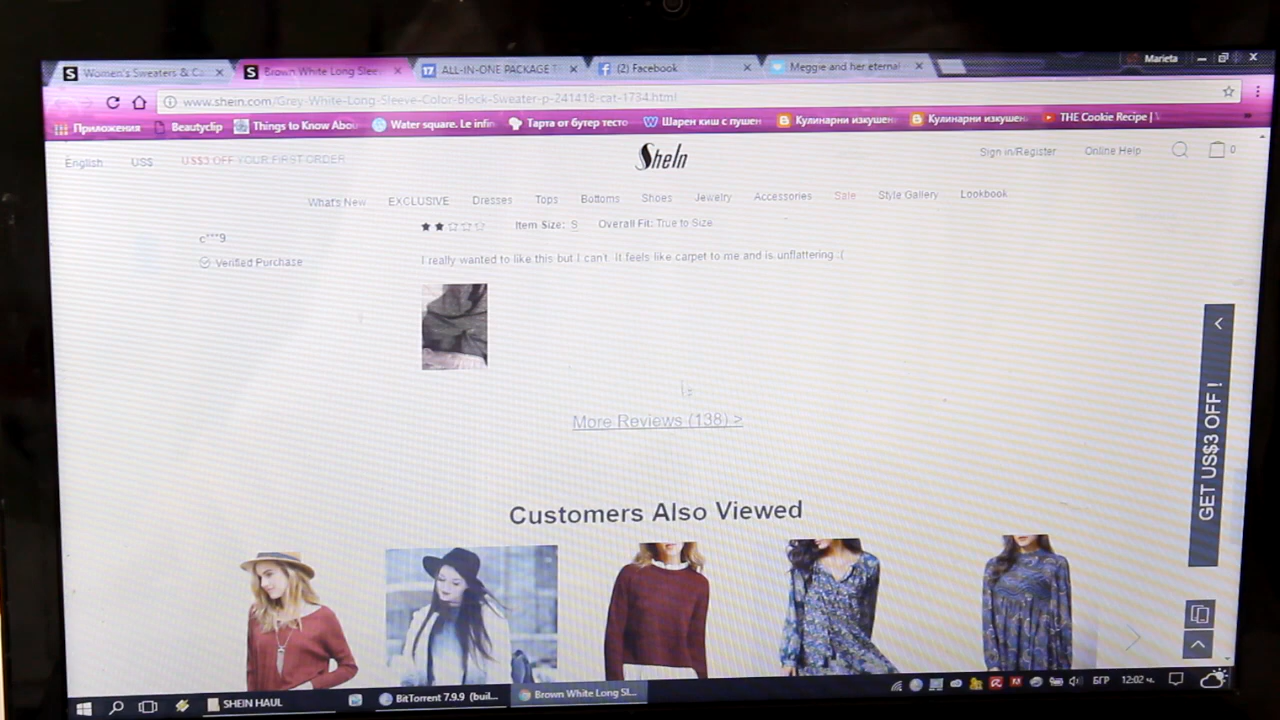 Women's Sweaters & Ca
Brown White Long Slee
ALL-IN-ONE PACKAGE T
(2) Facebook
Meggie and her eternal
Marieta
www.shein.com/Grey-White-Long-Sleeve-Color-Block-Sweater-p-241418-cat-1734.html
Приложения
Beautyclip
Things to Know Abou
Water square. Le infin
Тарта от бутер тесто
Шарен киш с пушен
Кулинарни изкушени
Кулинарни изкушени
THE Cookie Recipe |
English
US$
US$3 OFF YOUR FIRST ORDER
SheIn
Sign in/Register
Online Help
0
What's New
EXCLUSIVE
Dresses
Tops
Bottoms
Shoes
Jewelry
Accessories
Sale
Style Gallery
Lookbook
c***9
Item Size: S
Overall Fit: True to Size
Verified Purchase
I really wanted to like this but I can't. It feels like carpet to me and is unflattering :(
More Reviews (138) >
GET US$3 OFF !
Customers Also Viewed
SHEIN HAUL
BitTorrent 7.9.9 (buil...
Brown White Long Sl...
БГР
12:02 ч.